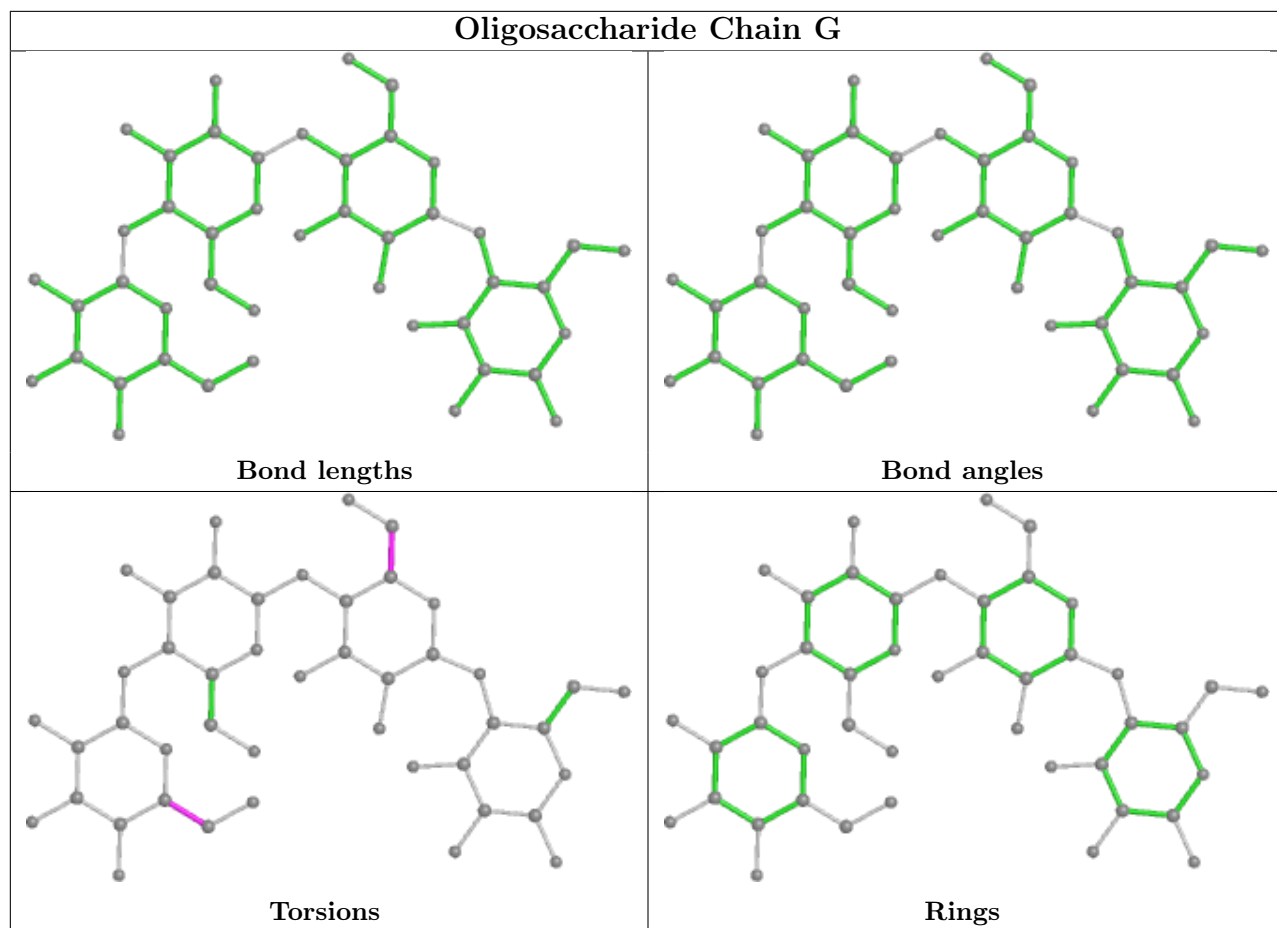 Oligosaccharide Chain G
Bond lengths
Bond angles
Torsions
Rings